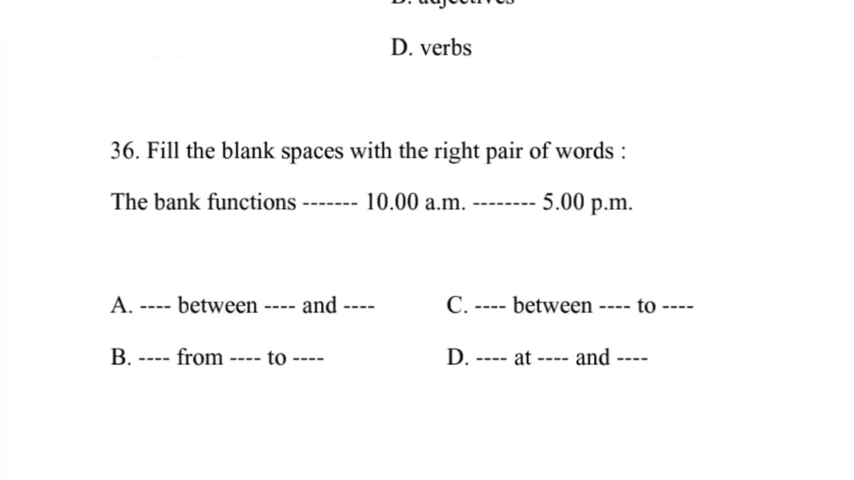 D. verbs
36. Fill the blank spaces with the right pair of words :
The bank functions ------- 10.00 a.m. -------- 5.00 p.m.
A. ---- between ---- and ----
C. ---- between ---- to ----
B. ---- from ---- to ----
D. ---- at ---- and ----